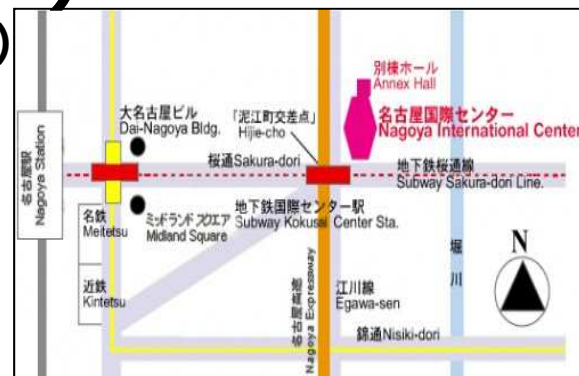 別棟ホール
Annex Hall
名古屋国際センター
Nagoya International Center
大名古屋ビル
Dai-Nagoya Bldg.
「泥江町交差点」
Hijie-cho
桜通Sakura-dori
地下鉄桜通線
Subway Sakura-dori Line.
名古屋駅
Nagoya Station
名鉄
Meitetsu
ミッドランド スクエア
Midland Square
地下鉄国際センター駅
Subway Kokusai Center Sta.
近鉄
Kintetsu
名古屋高速
Nagoya Expressway
江川線
Egawa-sen
堀川
N
錦通Nisiki-dori